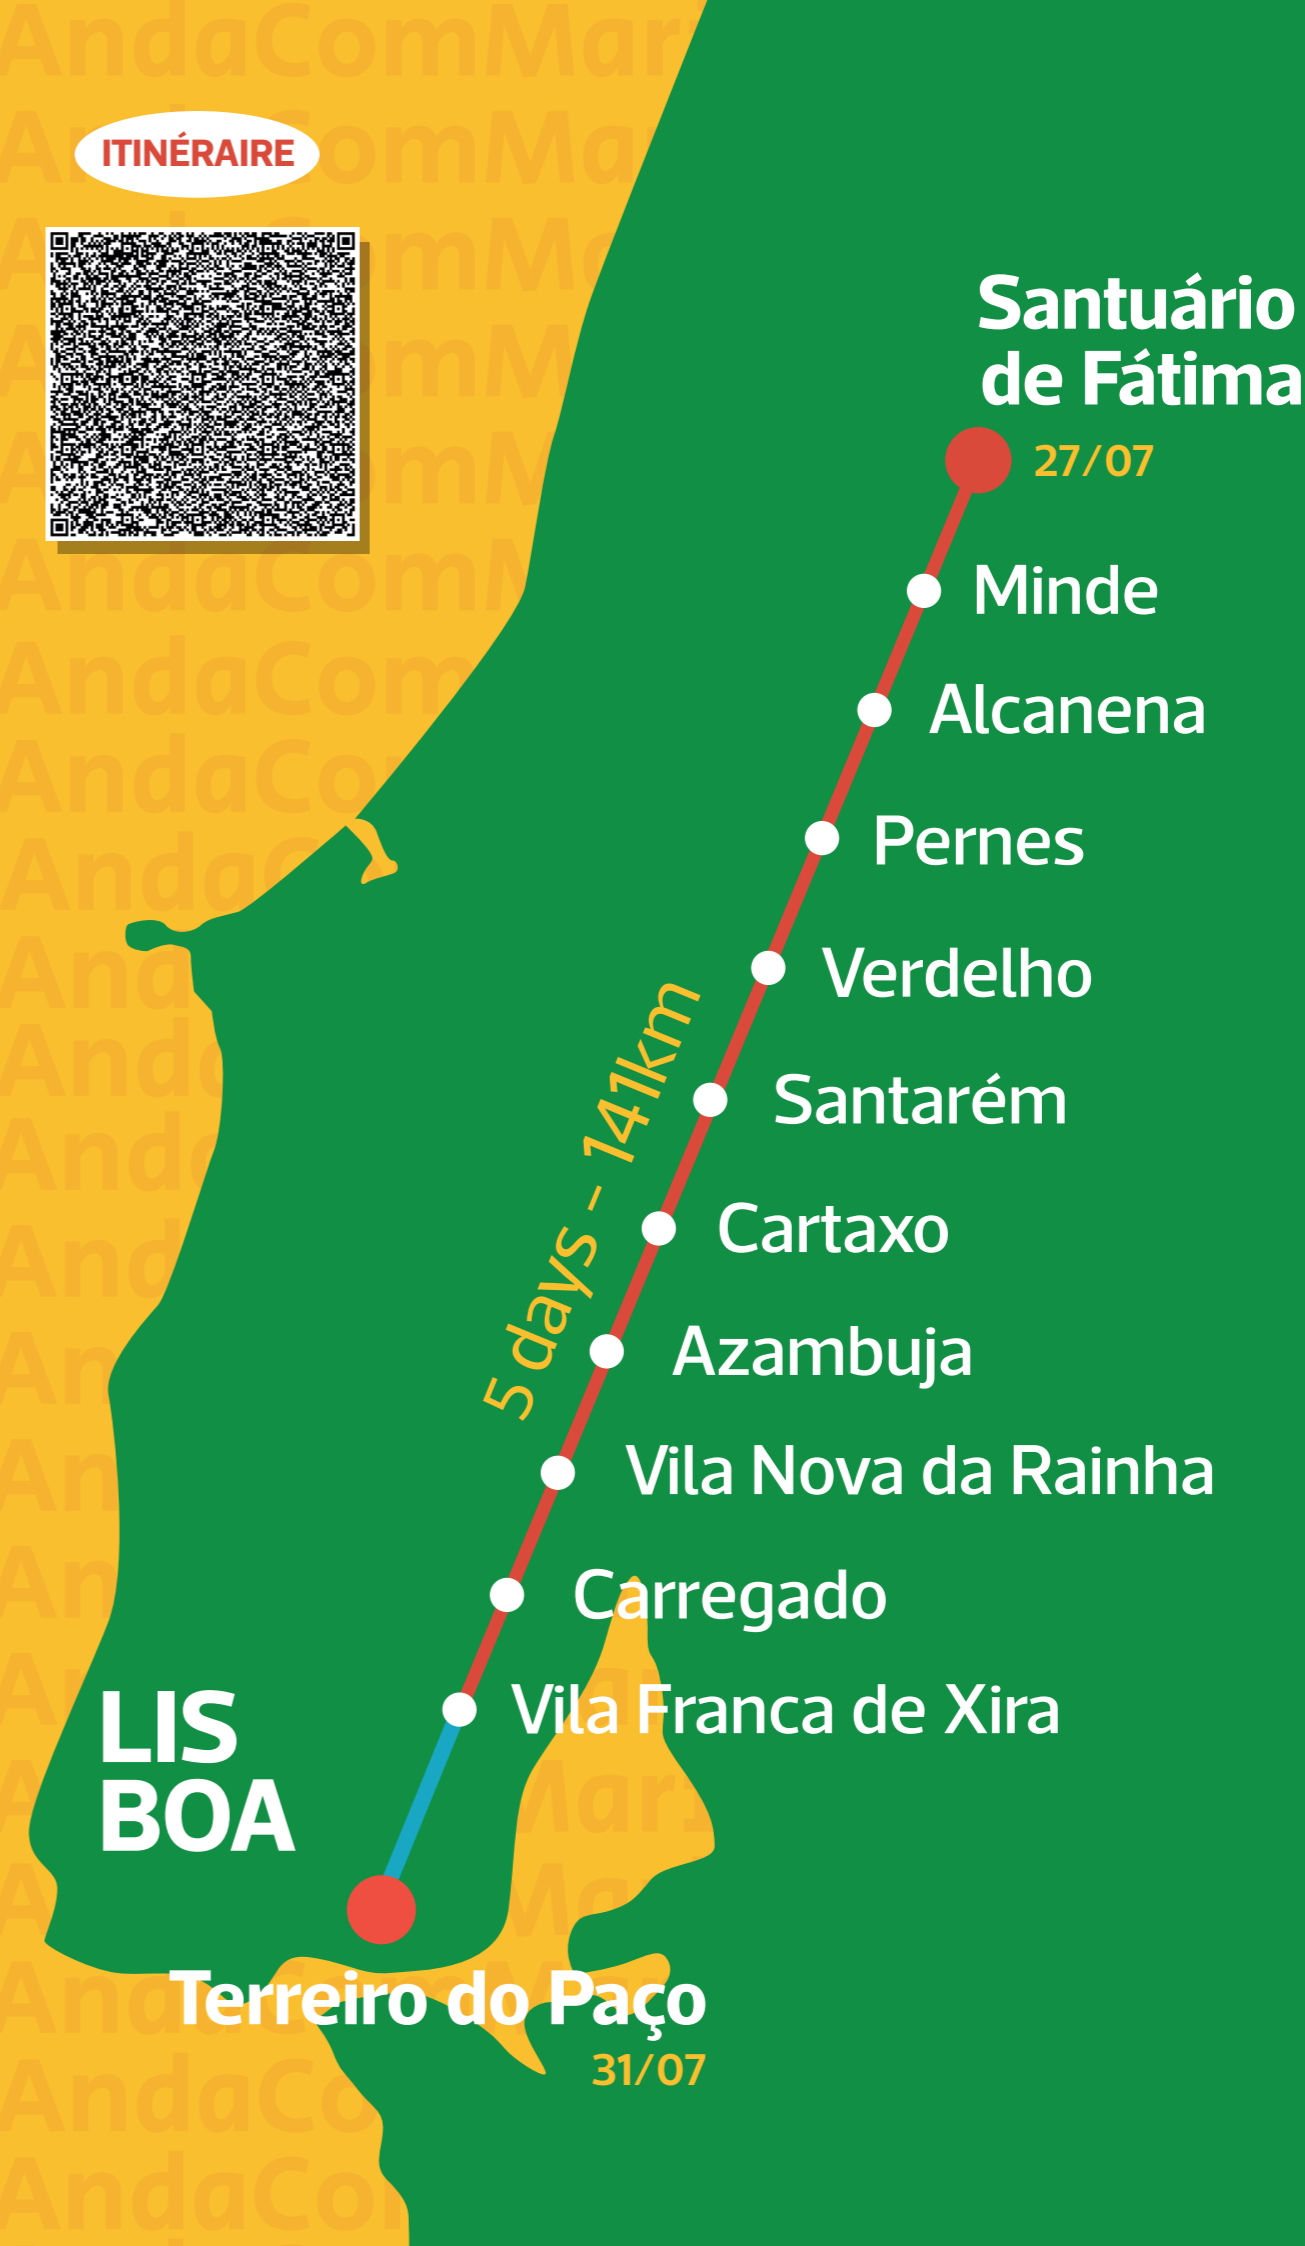 AndaComMari
ITINÉRAIRE
Santuário
de Fátima
27/07
Minde
Alcanena
Pernes
Verdelho
Santarém
Cartaxo
Azambuja
Vila Nova da Rainha
Carregado
Vila Franca de Xira
5 days - 141km
LIS
BOA
Terreiro do Paço
31/07